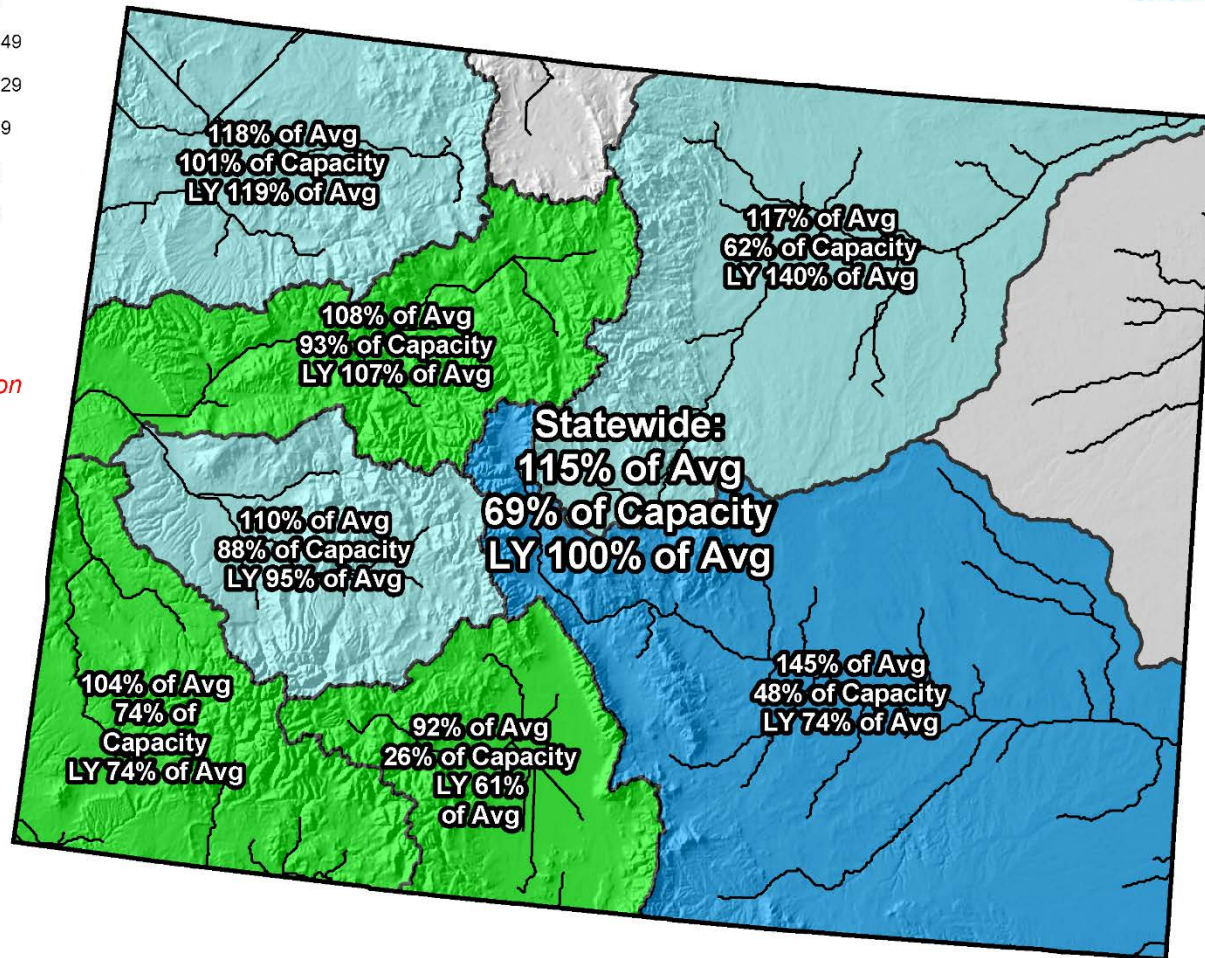 49
29
9
on
118% of Avg
101% of Capacity
LY 119% of Avg
117% of Avg
62% of Capacity
LY 140% of Avg
108% of Avg
93% of Capacity
LY 107% of Avg
Statewide:
115% of Avg
69% of Capacity
LY 100% of Avg
110% of Avg
88% of Capacity
LY 95% of Avg
145% of Avg
48% of Capacity
LY 74% of Avg
104% of Avg
74% of
Capacity
LY 74% of Avg
92% of Avg
26% of Capacity
LY 61%
of Avg